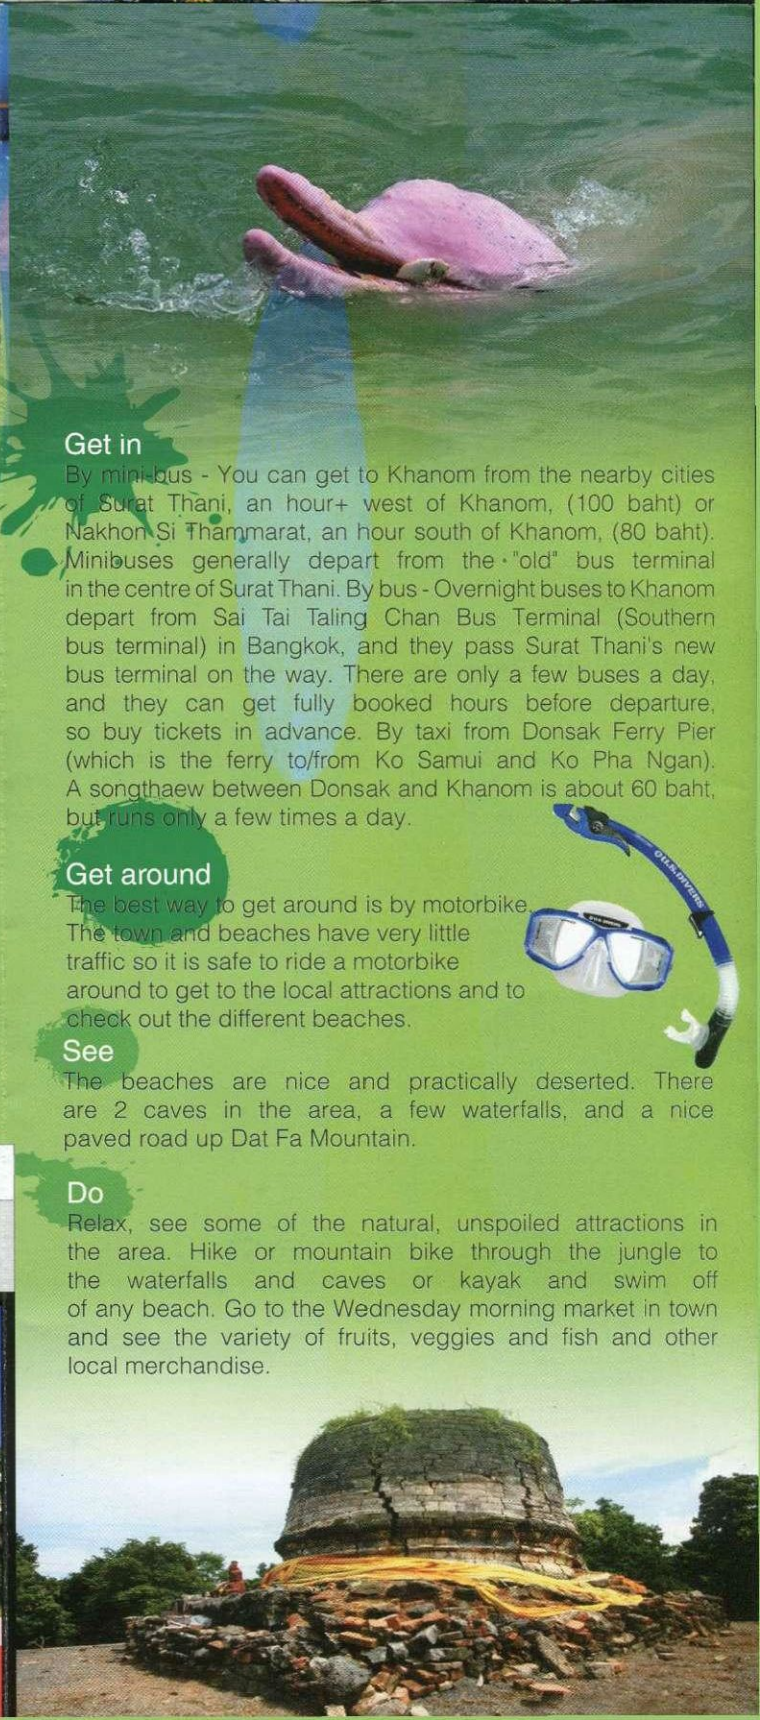 Get in
By mini-bus - You can get to Khanom from the nearby cities
of Surat Thani, an hour+ west of Khanom, (100 baht) or
Nakhon Si Thammarat, an hour south of Khanom, (80 baht).
Minibuses generally depart from the "old" bus terminal
in the centre of Surat Thani. By bus - Overnight buses to Khanom
depart from Sai Tai Taling Chan Bus Terminal (Southern
bus terminal) in Bangkok, and they pass Surat Thani's new
bus terminal on the way. There are only a few buses a day,
and they can get fully booked hours before departure,
so buy tickets in advance. By taxi from Donsak Ferry Pier
(which is the ferry to/from Ko Samui and Ko Pha Ngan).
A songthaew between Donsak and Khanom is about 60 baht,
but runs only a few times a day.
Get around
The best way to get around is by motorbike.
The town and beaches have very little
traffic so it is safe to ride a motorbike
around to get to the local attractions and to
check out the different beaches.
See
The beaches are nice and practically deserted. There
are 2 caves in the area, a few waterfalls, and a nice
paved road up Dat Fa Mountain.
Do
Relax, see some of the natural, unspoiled attractions in
the area. Hike or mountain bike through the jungle to
the waterfalls and caves or kayak and swim off
of any beach. Go to the Wednesday morning market in town
and see the variety of fruits, veggies and fish and other
local merchandise.